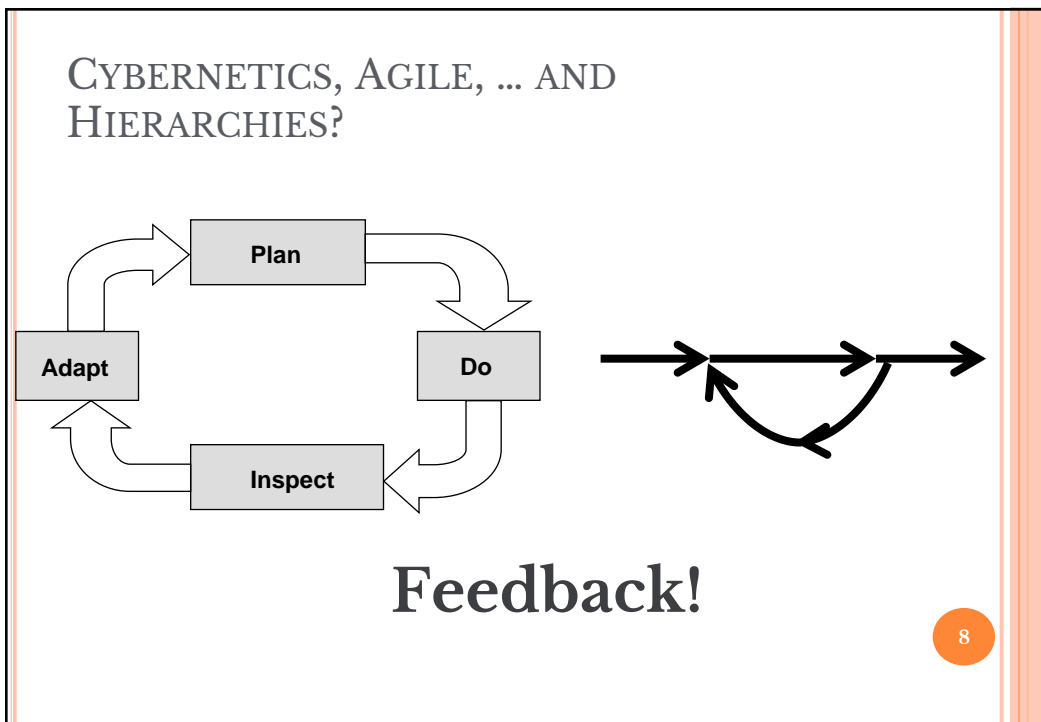 CYBERNETICS, AGILE, … AND
HIERARCHIES?
Plan
Adapt
Do
Inspect
Feedback!
8